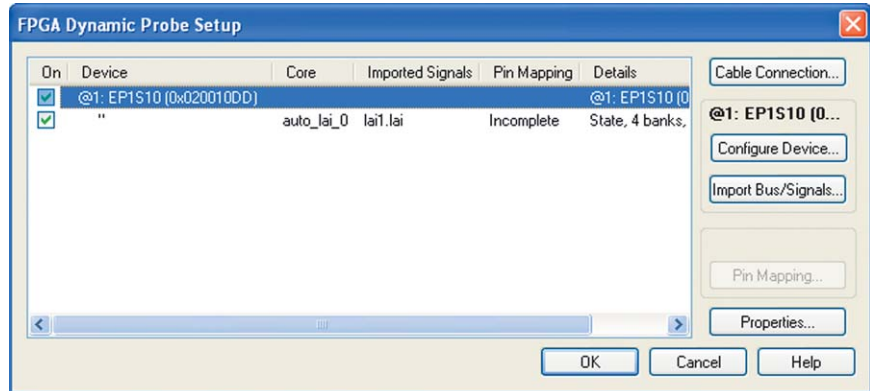 FPGA Dynamic Probe Setup
On Device Core Imported Signals Pin Mapping Details
@1: EP1S10 (0x020010DD) @1: EP1S10 (0
" auto_lai_0 lai1.lai Incomplete State, 4 banks,
Cable Connection...
@1: EP1S10 (0...
Configure Device...
Import Bus/Signals...
Pin Mapping...
Properties...
OK Cancel Help